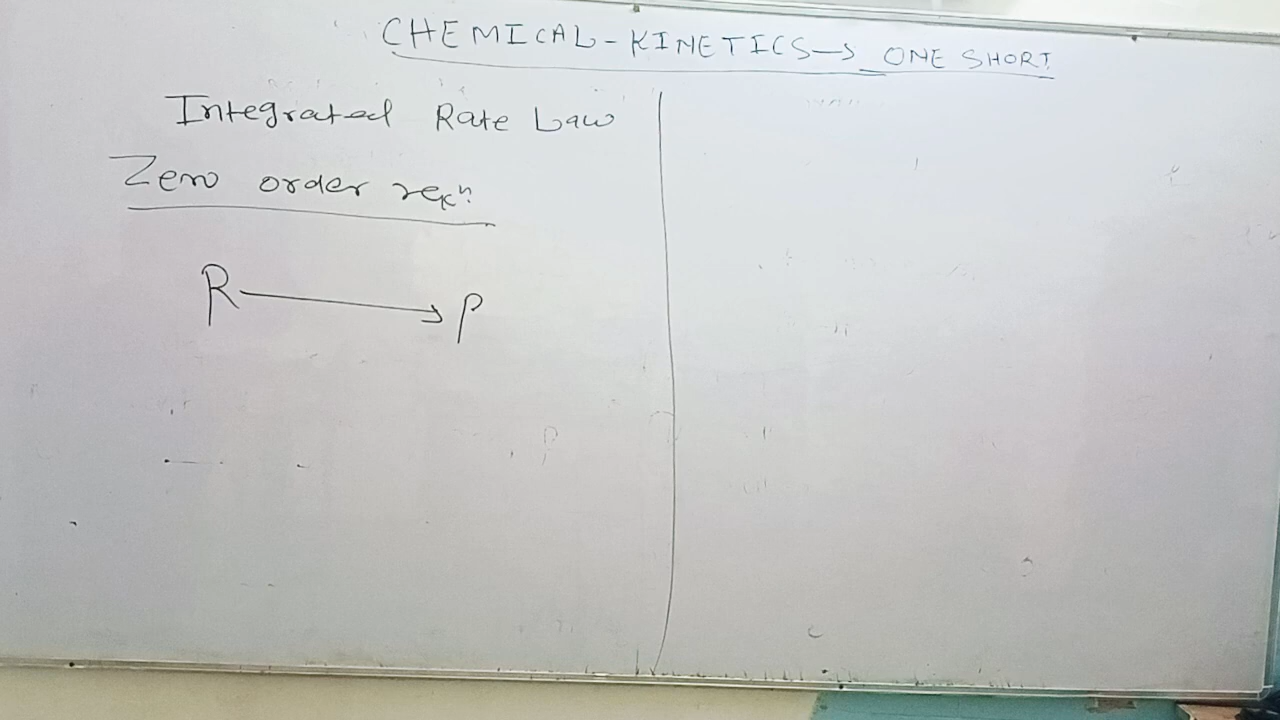 CHEMICAL-KINETICS→ ONE SHORT
Integrated Rate Law
Zero order rexⁿ.
R → P